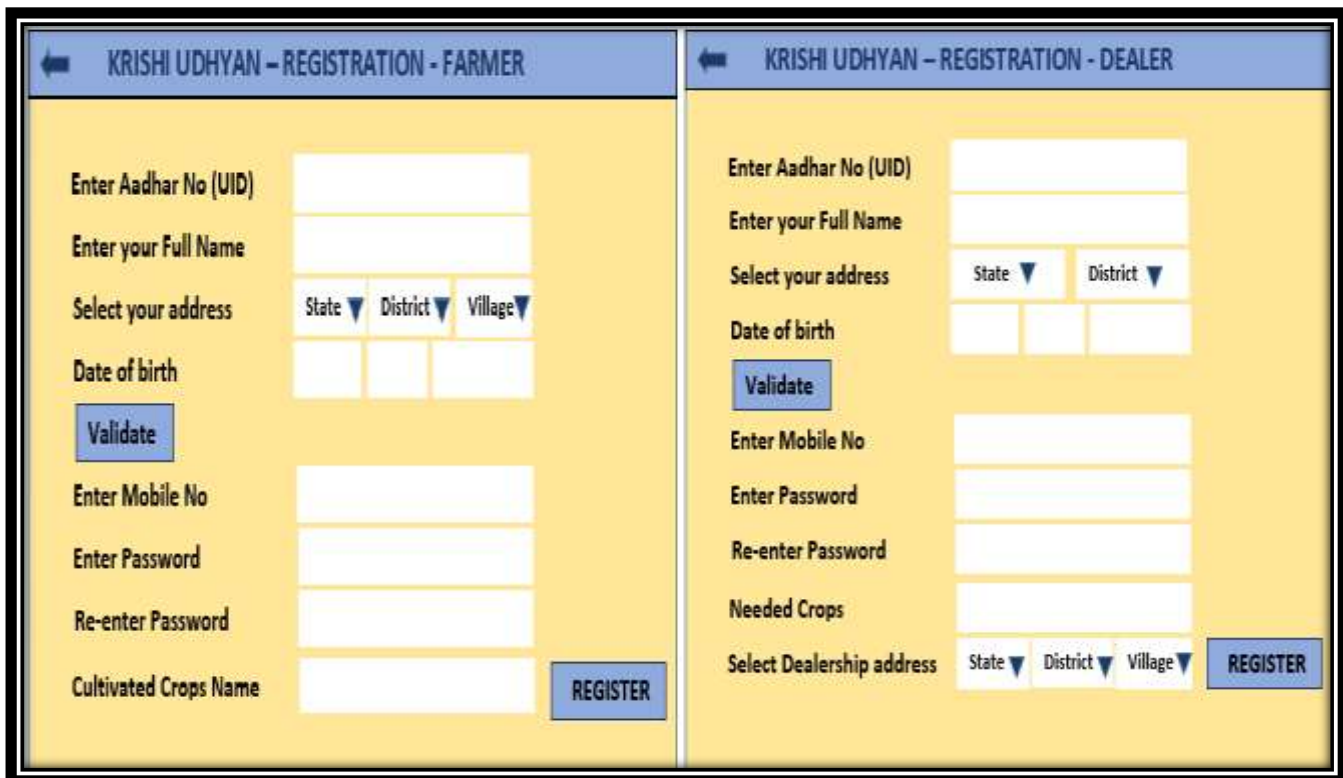 KRISHI UDHYAN – REGISTRATION - FARMER
Enter Aadhar No (UID)
Enter your Full Name
Select your address State District Village
Date of birth
Validate
Enter Mobile No
Enter Password
Re-enter Password
Cultivated Crops Name REGISTER
KRISHI UDHYAN – REGISTRATION - DEALER
Enter Aadhar No (UID)
Enter your Full Name
Select your address State District
Date of birth
Validate
Enter Mobile No
Enter Password
Re-enter Password
Needed Crops
Select Dealership address State District Village REGISTER